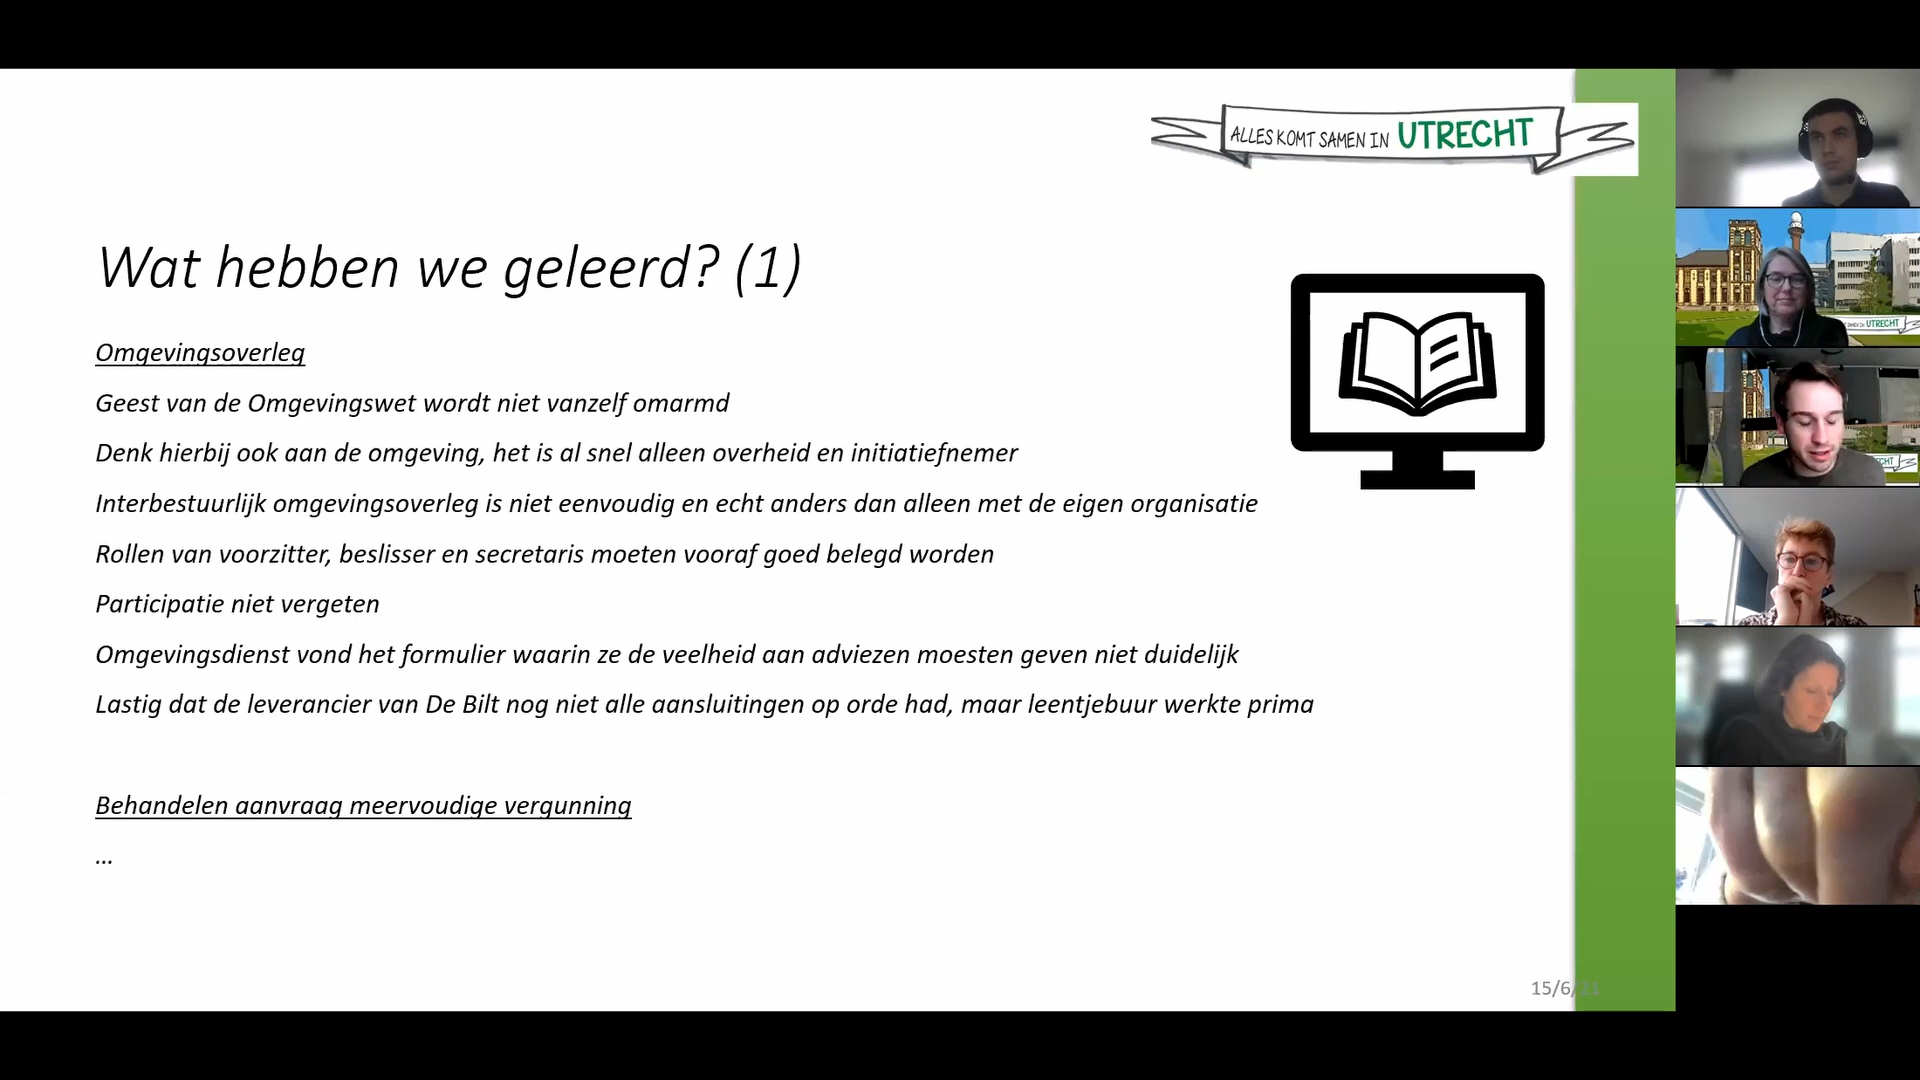 ALLES KOMT SAMEN IN UTRECHT
Wat hebben we geleerd? (1)
Omgevingsoverleg
Geest van de Omgevingswet wordt niet vanzelf omarmd
Denk hierbij ook aan de omgeving, het is al snel alleen overheid en initiatiefnemer
Interbestuurlijk omgevingsoverleg is niet eenvoudig en echt anders dan alleen met de eigen organisatie
Rollen van voorzitter, beslisser en secretaris moeten vooraf goed belegd worden
Participatie niet vergeten
Omgevingsdienst vond het formulier waarin ze de veelheid aan adviezen moesten geven niet duidelijk
Lastig dat de leverancier van De Bilt nog niet alle aansluitingen op orde had, maar leentjebuur werkte prima
Behandelen aanvraag meervoudige vergunning
...
15/6/21
UTRECHT